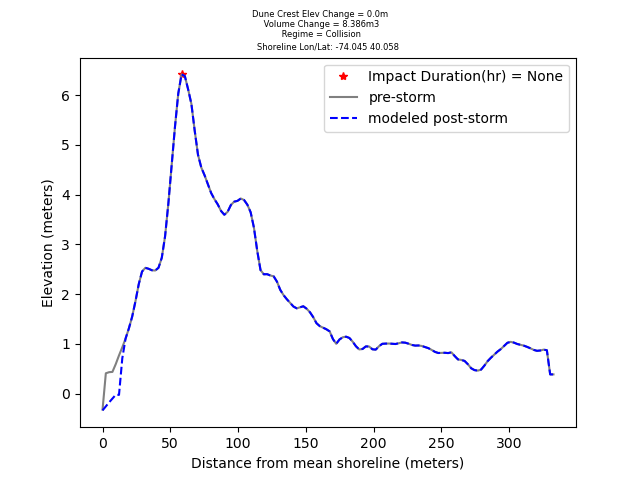 Dune Crest Elev Change = 0.0m
Volume Change = 8.386m3
Regime = Collision
Shoreline Lon/Lat: -74.045 40.058
Impact Duration(hr) = None
pre-storm
modeled post-storm
6
5
4
3
2
1
0
Elevation (meters)
0 50 100 150 200 250 300
Distance from mean shoreline (meters)